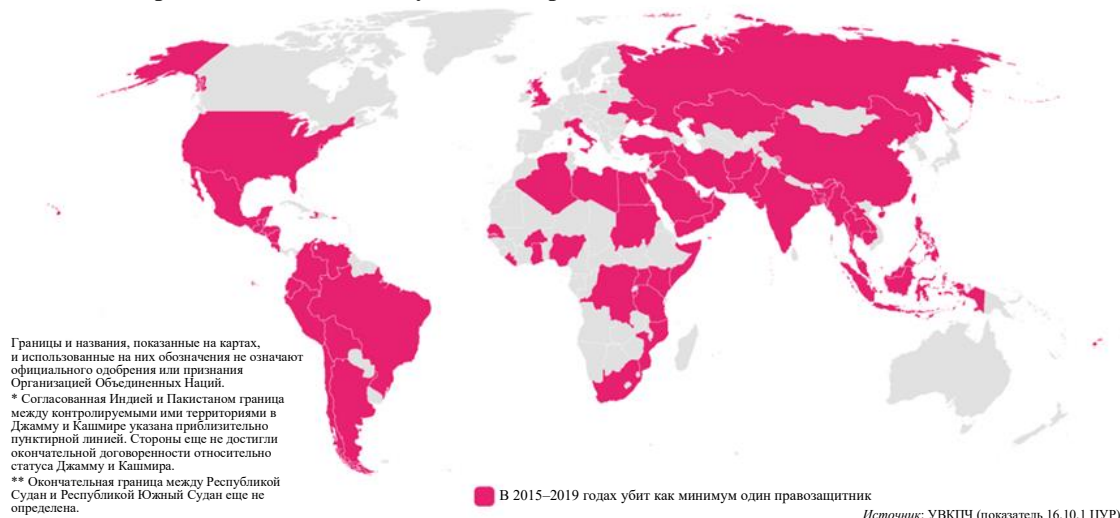 Границы и названия, показанные на картах,
и использованные на них обозначения не означают
официального одобрения или признания
Организацией Объединенных Наций.
* Согласованная Индией и Пакистаном граница
между контролируемыми ими территориями в
Джамму и Кашмире указана приблизительно
пунктирной линией. Стороны еще не достигли
окончательной договоренности относительно
статуса Джамму и Кашмира.
** Окончательная граница между Республикой
Судан и Республикой Южный Судан еще не
определена.
В 2015–2019 годах убит как минимум один правозащитник
Источник: УВКПЧ (показатель 16.10.1 ЦУР)